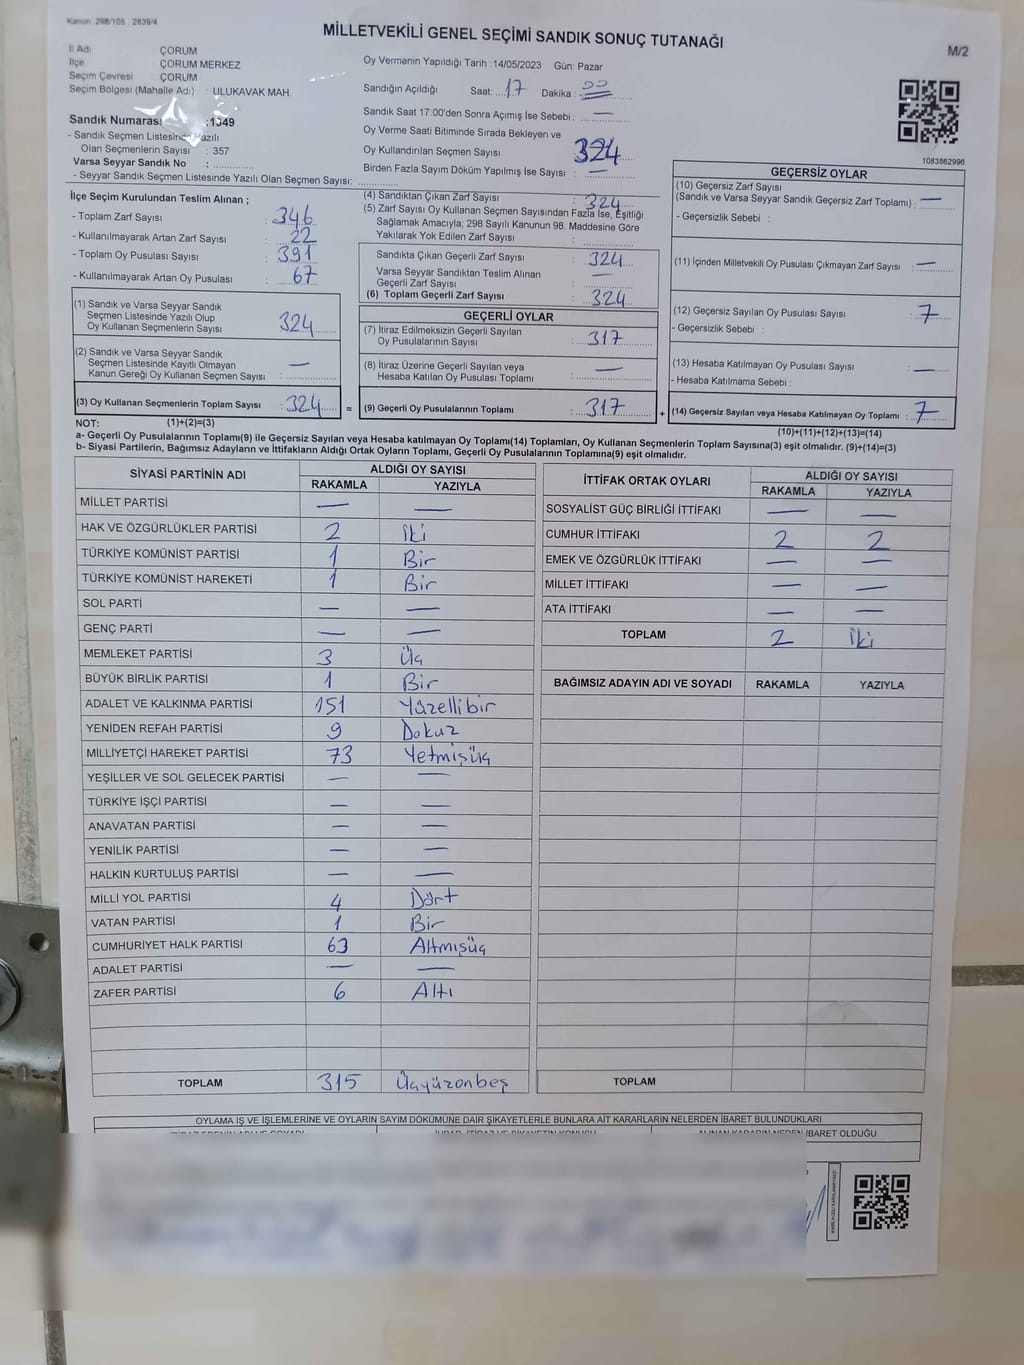 Kanun 298/105 , 2839/4
MİLLETVEKİLİ GENEL SEÇİMİ SANDIK SONUÇ TUTANAĞI
M/2
İl Adı ÇORUM
İlçe ÇORUM MERKEZ
Seçim Çevresi ÇORUM
Seçim Bölgesi (Mahalle Adı) : ULUKAVAK MAH.
Sandık Numarası :1349
- Sandık Seçmen Listesinde Yazılı
Olan Seçmenlerin Sayısı : 357
Varsa Seyyar Sandık No :
- Seyyar Sandık Seçmen Listesinde Yazılı Olan Seçmen Sayısı:
Oy Vermenin Yapıldığı Tarih :14/05/2023 Gün: Pazar
Sandığın Açıldığı Saat: 17 Dakika : 00
Sandık Saat 17:00'den Sonra Açımış İse Sebebi : —
Oy Verme Saati Bitiminde Sırada Bekleyen ve
Oy Kullandırılan Seçmen Sayısı 324
Birden Fazla Sayım Döküm Yapılmış İse Sayısı : —
1083862996
İlçe Seçim Kurulundan Teslim Alınan ;
- Toplam Zarf Sayısı : 346
- Kullanılmayarak Artan Zarf Sayısı : 22
- Toplam Oy Pusulası Sayısı : 391
- Kullanılmayarak Artan Oy Pusulası : 67
(1) Sandık ve Varsa Seyyar Sandık
Seçmen Listesinde Yazılı Olup
Oy Kullanan Seçmenlerin Sayısı : 324
(2) Sandık ve Varsa Seyyar Sandık
Seçmen Listesinde Kayıtlı Olmayan
Kanun Gereği Oy Kullanan Seçmen Sayısı : —
(3) Oy Kullanan Seçmenlerin Toplam Sayısı : 324 =
(4) Sandıktan Çıkan Zarf Sayısı : 324
(5) Zarf Sayısı Oy Kullanan Seçmen Sayısından Fazla İse, Eşitliği
Sağlamak Amacıyla; 298 Sayılı Kanunun 98. Maddesine Göre
Yakılarak Yok Edilen Zarf Sayısı :
Sandıkta Çıkan Geçerli Zarf Sayısı : 324
Varsa Seyyar Sandıktan Teslim Alınan
Geçerli Zarf Sayısı : —
(6) Toplam Geçerli Zarf Sayısı : 324
GEÇERLİ OYLAR
(7) İtiraz Edilmeksizin Geçerli Sayılan
Oy Pusulalarının Sayısı : 317
(8) İtiraz Üzerine Geçerli Sayılan veya
Hesaba Katılan Oy Pusulası Toplamı : —
(9) Geçerli Oy Pusulalarının Toplamı : 317 +
GEÇERSİZ OYLAR
(10) Geçersiz Zarf Sayısı
(Sandık ve Varsa Seyyar Sandık Geçersiz Zarf Toplamı) : —
- Geçersizlik Sebebi :
(11) İçinden Milletvekili Oy Pusulası Çıkmayan Zarf Sayısı : —
(12) Geçersiz Sayılan Oy Pusulası Sayısı : 7
- Geçersizlik Sebebi :
(13) Hesaba Katılmayan Oy Pusulası Sayısı : —
- Hesaba Katılmama Sebebi :
(14) Geçersiz Sayılan veya Hesaba Katılmayan Oy Toplamı : 7
NOT: (1)+(2)=(3) (10)+(11)+(12)+(13)=(14)
a- Geçerli Oy Pusulalarının Toplamı(9) ile Geçersiz Sayılan veya Hesaba katılmayan Oy Toplamı(14) Toplamları, Oy Kullanan Seçmenlerin Toplam Sayısına(3) eşit olmalıdır. (9)+(14)=(3)
b- Siyasi Partilerin, Bağımsız Adayların ve İttifakların Aldığı Ortak Oyların Toplamı, Geçerli Oy Pusulalarının Toplamına(9) eşit olmalıdır.
SİYASİ PARTİNİN ADI ALDIĞI OY SAYISI
RAKAMLA YAZIYLA
MİLLET PARTİSİ — —
HAK VE ÖZGÜRLÜKLER PARTİSİ 2 İki
TÜRKİYE KOMÜNİST PARTİSİ 1 Bir
TÜRKİYE KOMÜNİST HAREKETİ 1 Bir
SOL PARTİ — —
GENÇ PARTİ — —
MEMLEKET PARTİSİ 3 Üç
BÜYÜK BİRLİK PARTİSİ 1 Bir
ADALET VE KALKINMA PARTİSİ 151 Yüzellibir
YENİDEN REFAH PARTİSİ 9 Dokuz
MİLLİYETÇİ HAREKET PARTİSİ 73 Yetmişüç
YEŞİLLER VE SOL GELECEK PARTİSİ — —
TÜRKİYE İŞÇİ PARTİSİ — —
ANAVATAN PARTİSİ — —
YENİLİK PARTİSİ — —
HALKIN KURTULUŞ PARTİSİ — —
MİLLİ YOL PARTİSİ 4 Dört
VATAN PARTİSİ 1 Bir
CUMHURİYET HALK PARTİSİ 63 Altmışüç
ADALET PARTİSİ — —
ZAFER PARTİSİ 6 Altı
TOPLAM 315 Üçyüzonbeş
İTTİFAK ORTAK OYLARI ALDIĞI OY SAYISI
RAKAMLA YAZIYLA
SOSYALİST GÜÇ BİRLİĞİ İTTİFAKI — —
CUMHUR İTTİFAKI 2 2
EMEK VE ÖZGÜRLÜK İTTİFAKI — —
MİLLET İTTİFAKI — —
ATA İTTİFAKI — —
TOPLAM 2 İki
BAĞIMSIZ ADAYIN ADI VE SOYADI RAKAMLA YAZIYLA
TOPLAM
OYLAMA İŞ VE İŞLEMLERİNE VE OYLARIN SAYIM DÖKÜMÜNE DAİR ŞİKAYETLERLE BUNLARA AİT KARARLARIN NELERDEN İBARET BULUNDUKLARI
ALINAN KARARIN NEDEN İBARET OLDUĞU